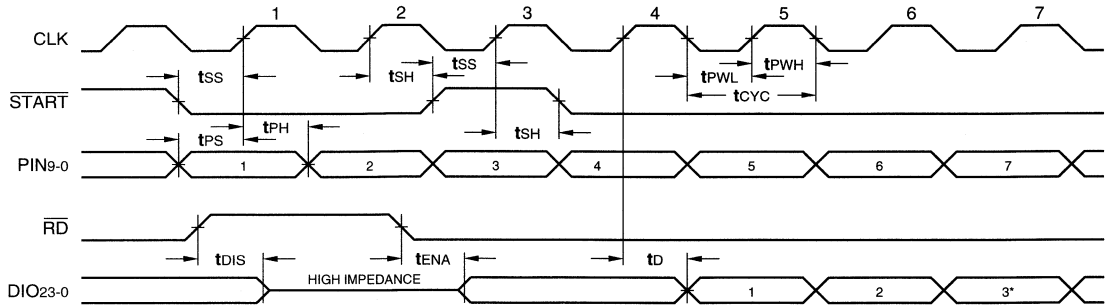 1 2 3 4 5 6 7
CLK
tSS tSH tSS tPWL tPWH
START tCYC
tPS tPH tSH
PIN9-0 1 2 3 4 5 6 7
RD
tDIS tENA tD
HIGH IMPEDANCE
DIO23-0 1 2 3*